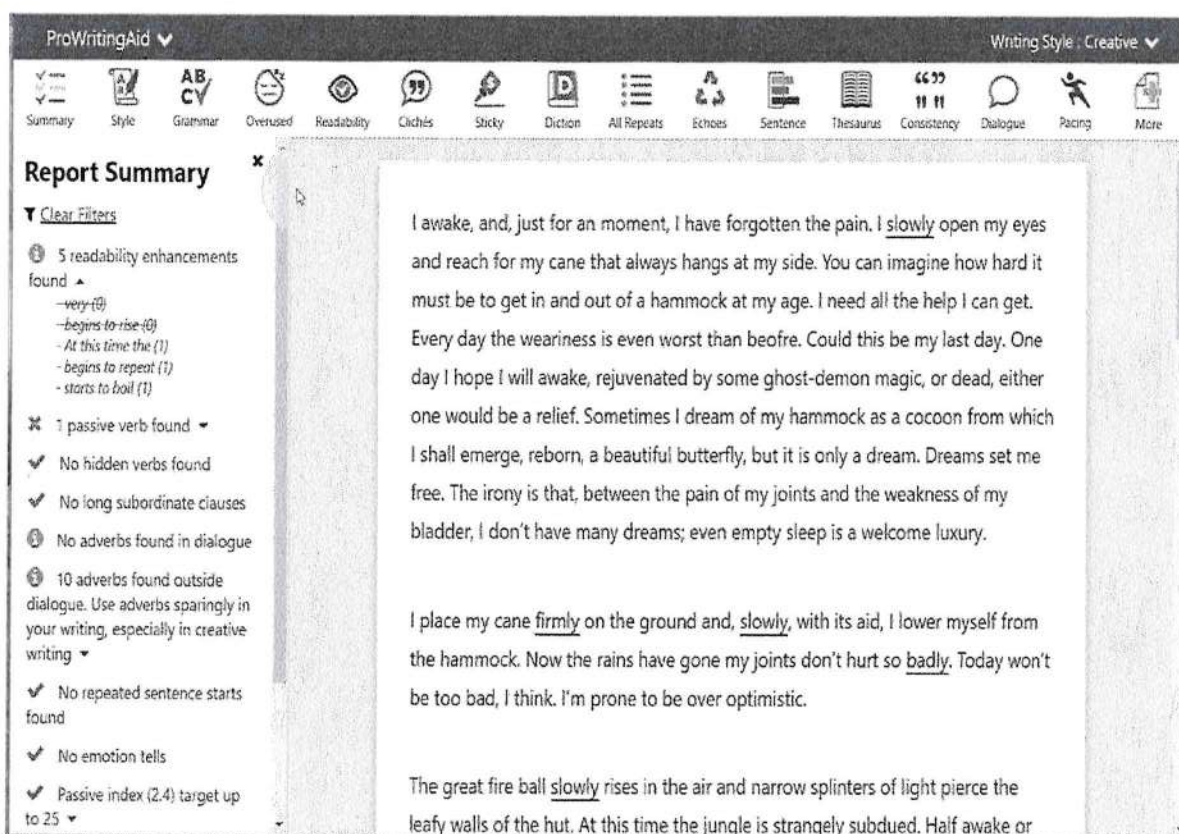 ProWritingAid
Writing Style : Creative
Summary
Style
Grammar
Overused
Readability
Clichés
Sticky
Diction
All Repeats
Echoes
Sentence
Thesaurus
Consistency
Dialogue
Pacing
More
Report Summary
Clear Filters
5 readability enhancements
found
- very (0)
- begins to rise (0)
- At this time the (1)
- begins to repeat (1)
- starts to boil (1)
1 passive verb found
No hidden verbs found
No long subordinate clauses
No adverbs found in dialogue
10 adverbs found outside
dialogue. Use adverbs sparingly in
your writing, especially in creative
writing
No repeated sentence starts
found
No emotion tells
Passive index (2.4) target up
to 25
I awake, and, just for an moment, I have forgotten the pain. I slowly open my eyes
and reach for my cane that always hangs at my side. You can imagine how hard it
must be to get in and out of a hammock at my age. I need all the help I can get.
Every day the weariness is even worst than beofre. Could this be my last day. One
day I hope I will awake, rejuvenated by some ghost-demon magic, or dead, either
one would be a relief. Sometimes I dream of my hammock as a cocoon from which
I shall emerge, reborn, a beautiful butterfly, but it is only a dream. Dreams set me
free. The irony is that, between the pain of my joints and the weakness of my
bladder, I don't have many dreams; even empty sleep is a welcome luxury.
I place my cane firmly on the ground and, slowly, with its aid, I lower myself from
the hammock. Now the rains have gone my joints don't hurt so badly. Today won't
be too bad, I think. I'm prone to be over optimistic.
The great fire ball slowly rises in the air and narrow splinters of light pierce the
leafy walls of the hut. At this time the jungle is strangely subdued. Half awake or